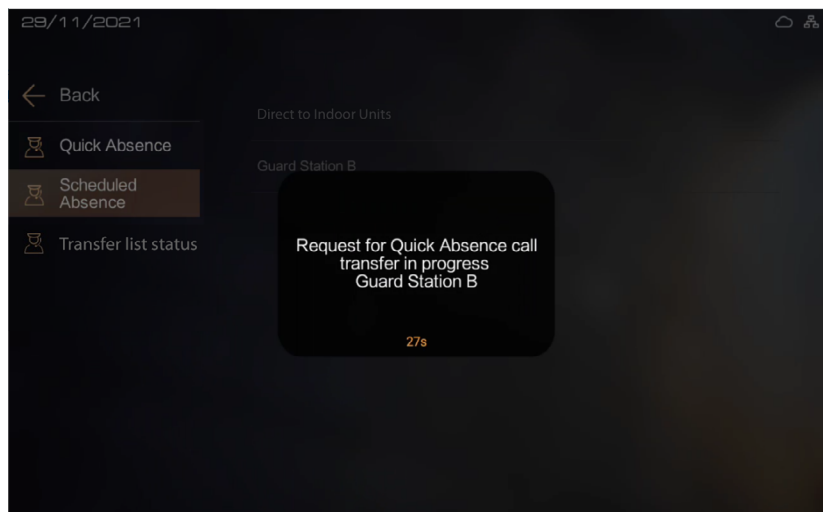 29/11/2021
Back
Direct to Indoor Units
Quick Absence
Guard Station B
Scheduled
Absence
Transfer list status
Request for Quick Absence call
transfer in progress
Guard Station B
27s